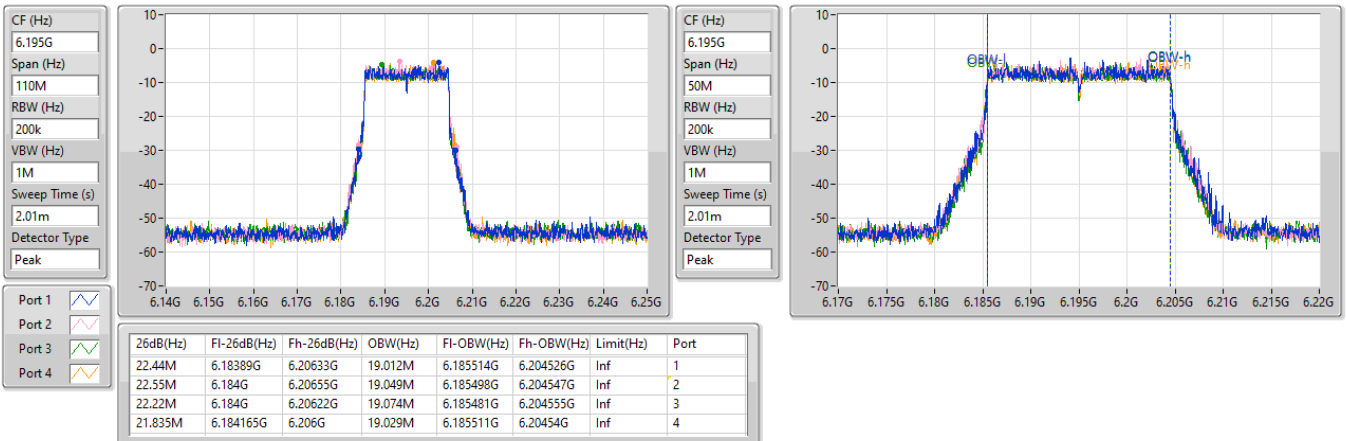 CF (Hz)
6.195G
Span (Hz)
110M
RBW (Hz)
200k
VBW (Hz)
1M
Sweep Time (s)
2.01m
Detector Type
Peak
10
0
-10
-20
-30
-40
-50
-60
-70
6.14G 6.15G 6.16G 6.17G 6.18G 6.19G 6.2G 6.21G 6.22G 6.23G 6.24G 6.25G
CF (Hz)
6.195G
Span (Hz)
50M
RBW (Hz)
200k
VBW (Hz)
1M
Sweep Time (s)
2.01m
Detector Type
Peak
10
0
-10
-20
-30
-40
-50
-60
-70
OBW-l OBW-h
6.17G 6.175G 6.18G 6.185G 6.19G 6.195G 6.2G 6.205G 6.21G 6.215G 6.22G
Port 1
Port 2
Port 3
Port 4
26dB(Hz) Fl-26dB(Hz) Fh-26dB(Hz) OBW(Hz) Fl-OBW(Hz) Fh-OBW(Hz) Limit(Hz) Port
22.44M 6.18389G 6.20633G 19.012M 6.185514G 6.204526G Inf 1
22.55M 6.184G 6.20655G 19.049M 6.185498G 6.204547G Inf 2
22.22M 6.184G 6.20622G 19.074M 6.185481G 6.204555G Inf 3
21.835M 6.184165G 6.206G 19.029M 6.185511G 6.20454G Inf 4